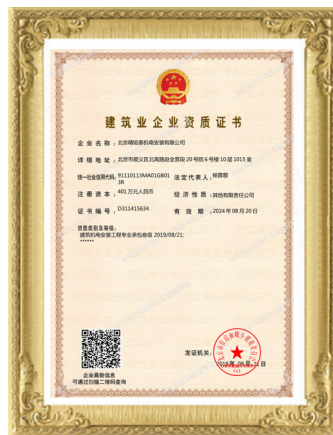 建筑业企业资质证书
企 业 名 称：北京晴铭泰机电安装有限公司
详 细 地 址：北京市顺义区北高路赵全营段20号院6号楼10层1015室
统一社会信用代码：91110113MA01GB013R 法定代表人：杨蓉蓉
注 册 资 本：401万元人民币 经 济 性 质：其他有限责任公司
证 书 编 号：D311415634 有 效 期：2024年08月20日
资质类别及等级：
建筑机电安装工程专业承包叁级 2019/08/21;
******
发证机关：
企业最新信息
可通过扫描二维码查询